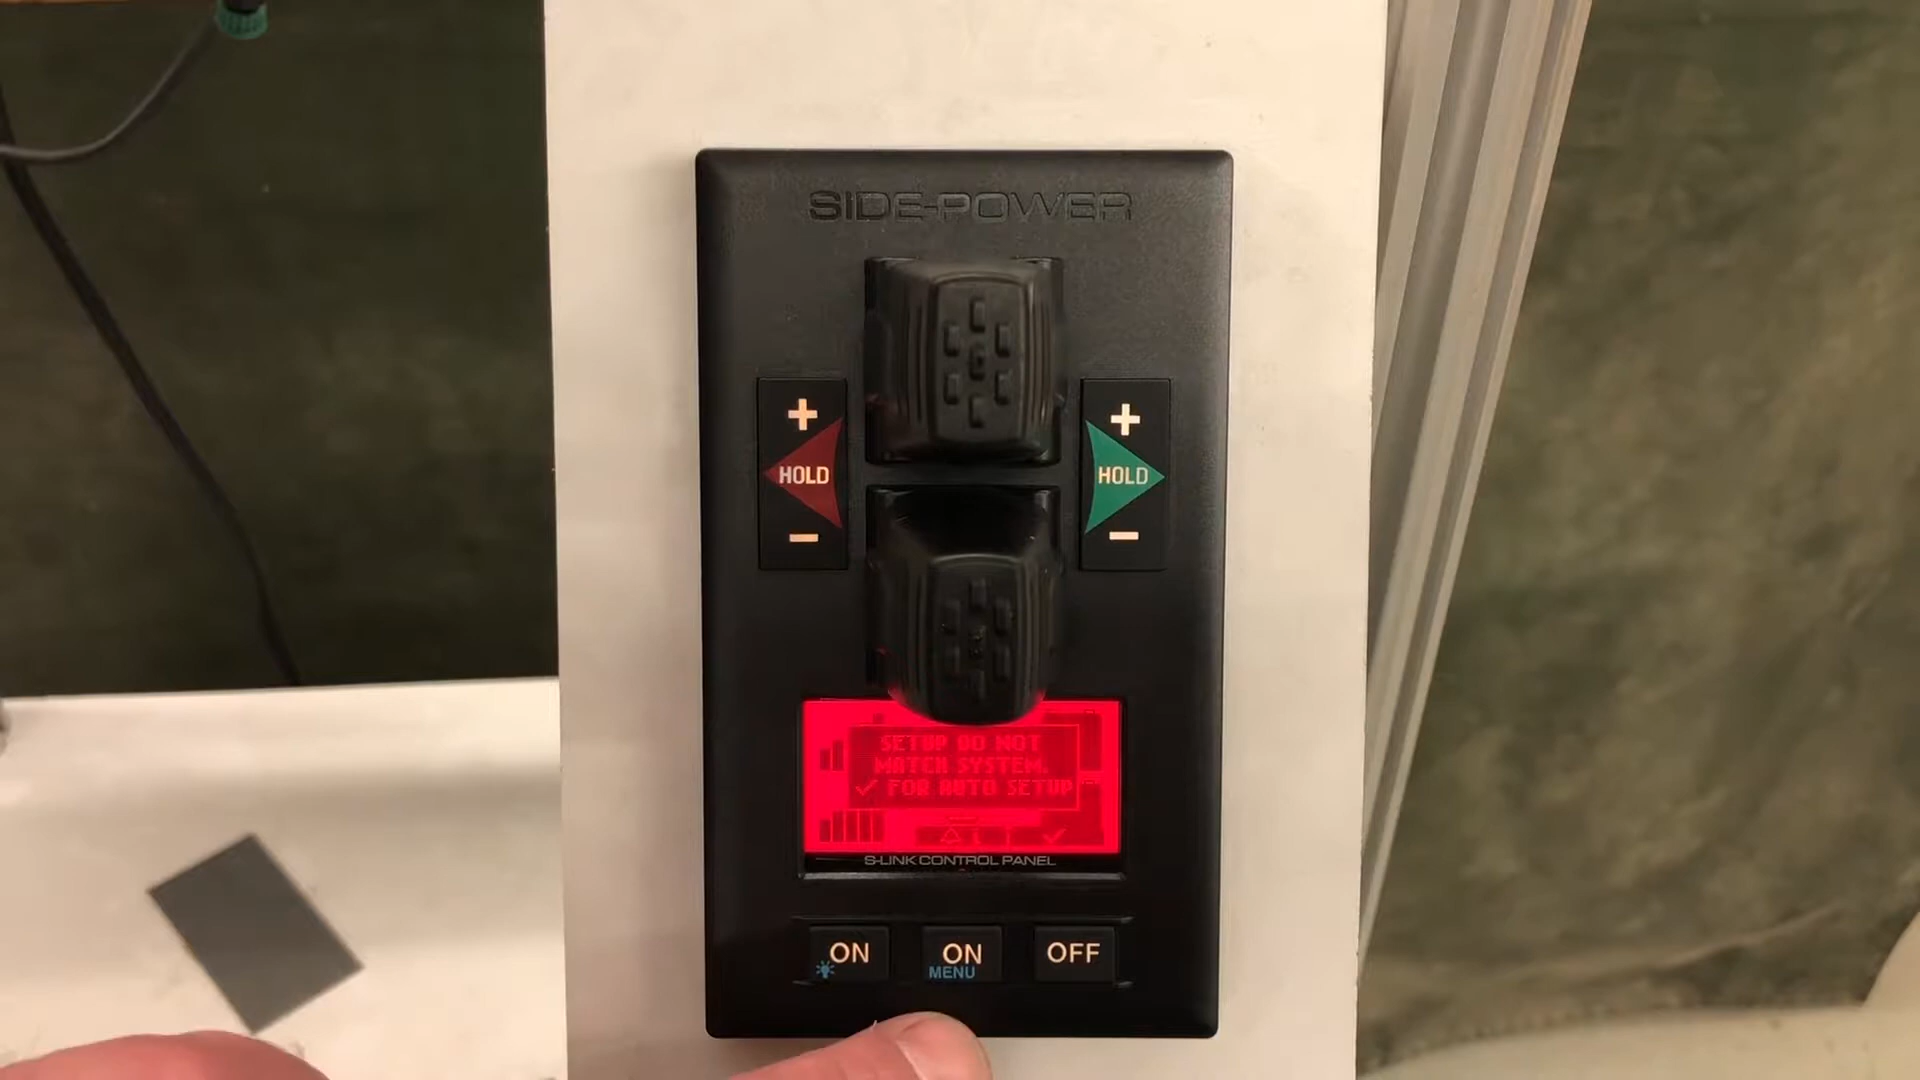 SIDE-POWER
+
+
HOLD
HOLD
-
-
SETUP DO NOT
MATCH SYSTEM.
✓ FOR AUTO SETUP
S-LINK CONTROL PANEL
ON
ON
OFF
MENU